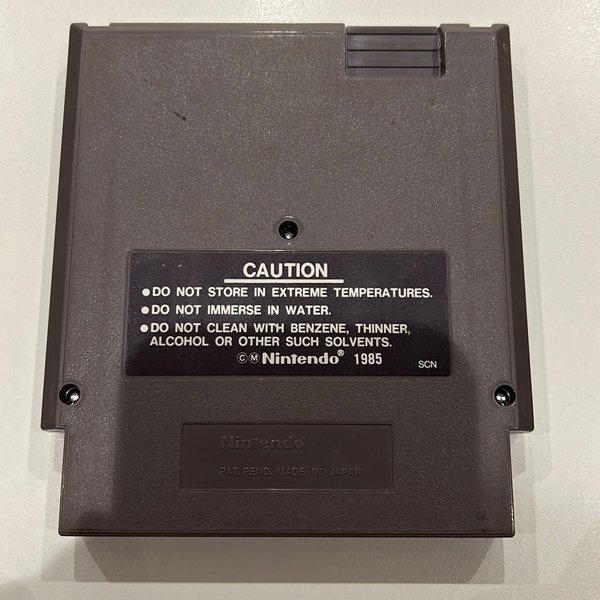 CAUTION
●DO NOT STORE IN EXTREME TEMPERATURES.
●DO NOT IMMERSE IN WATER.
●DO NOT CLEAN WITH BENZENE, THINNER,
ALCOHOL OR OTHER SUCH SOLVENTS.
ⒸⓂ Nintendo® 1985
SCN
Nintendo®
PAT. PEND. MADE IN JAPAN